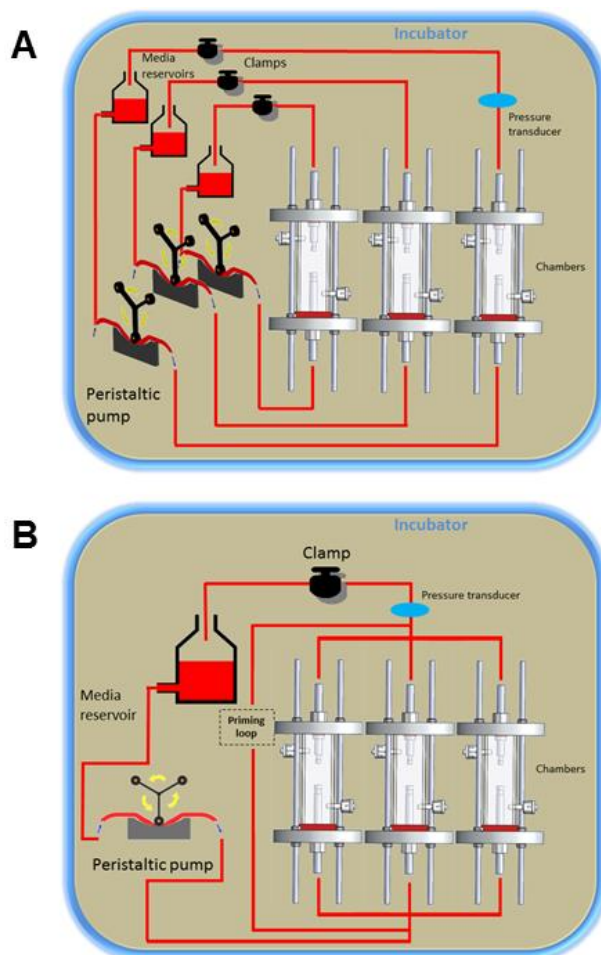 A
Incubator
Media
reservoirs
Clamps
Pressure
transducer
Chambers
Peristaltic
pump
B
Incubator
Clamp
Pressure transducer
Media
reservoir
Priming
loop
Chambers
Peristaltic pump